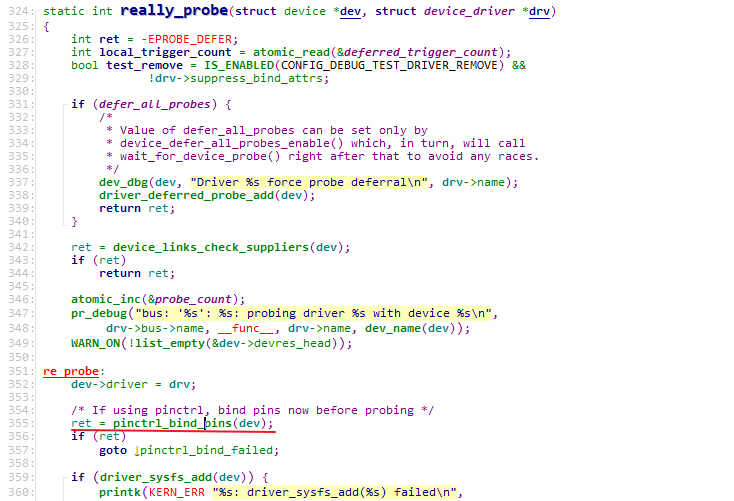 324: static int really_probe(struct device *dev, struct device_driver *drv)
325: {
326:     int ret = -EPROBE_DEFER;
327:     int local_trigger_count = atomic_read(&deferred_trigger_count);
328:     bool test_remove = IS_ENABLED(CONFIG_DEBUG_TEST_DRIVER_REMOVE) &&
329:                !drv->suppress_bind_attrs;
330:
331:     if (defer_all_probes) {
332:         /*
333:          * Value of defer_all_probes can be set only by
334:          * device_defer_all_probes_enable() which, in turn, will call
335:          * wait_for_device_probe() right after that to avoid any races.
336:          */
337:         dev_dbg(dev, "Driver %s force probe deferral\n", drv->name);
338:         driver_deferred_probe_add(dev);
339:         return ret;
340:     }
341:
342:     ret = device_links_check_suppliers(dev);
343:     if (ret)
344:         return ret;
345:
346:     atomic_inc(&probe_count);
347:     pr_debug("bus: '%s': %s: probing driver %s with device %s\n",
348:          drv->bus->name, __func__, drv->name, dev_name(dev));
349:     WARN_ON(!list_empty(&dev->devres_head));
350:
351: re_probe:
352:     dev->driver = drv;
353:
354:     /* If using pinctrl, bind pins now before probing */
355:     ret = pinctrl_bind_pins(dev);
356:     if (ret)
357:         goto ↓pinctrl_bind_failed;
358:
359:     if (driver_sysfs_add(dev)) {
360:         printk(KERN_ERR "%s: driver_sysfs_add(%s) failed\n",